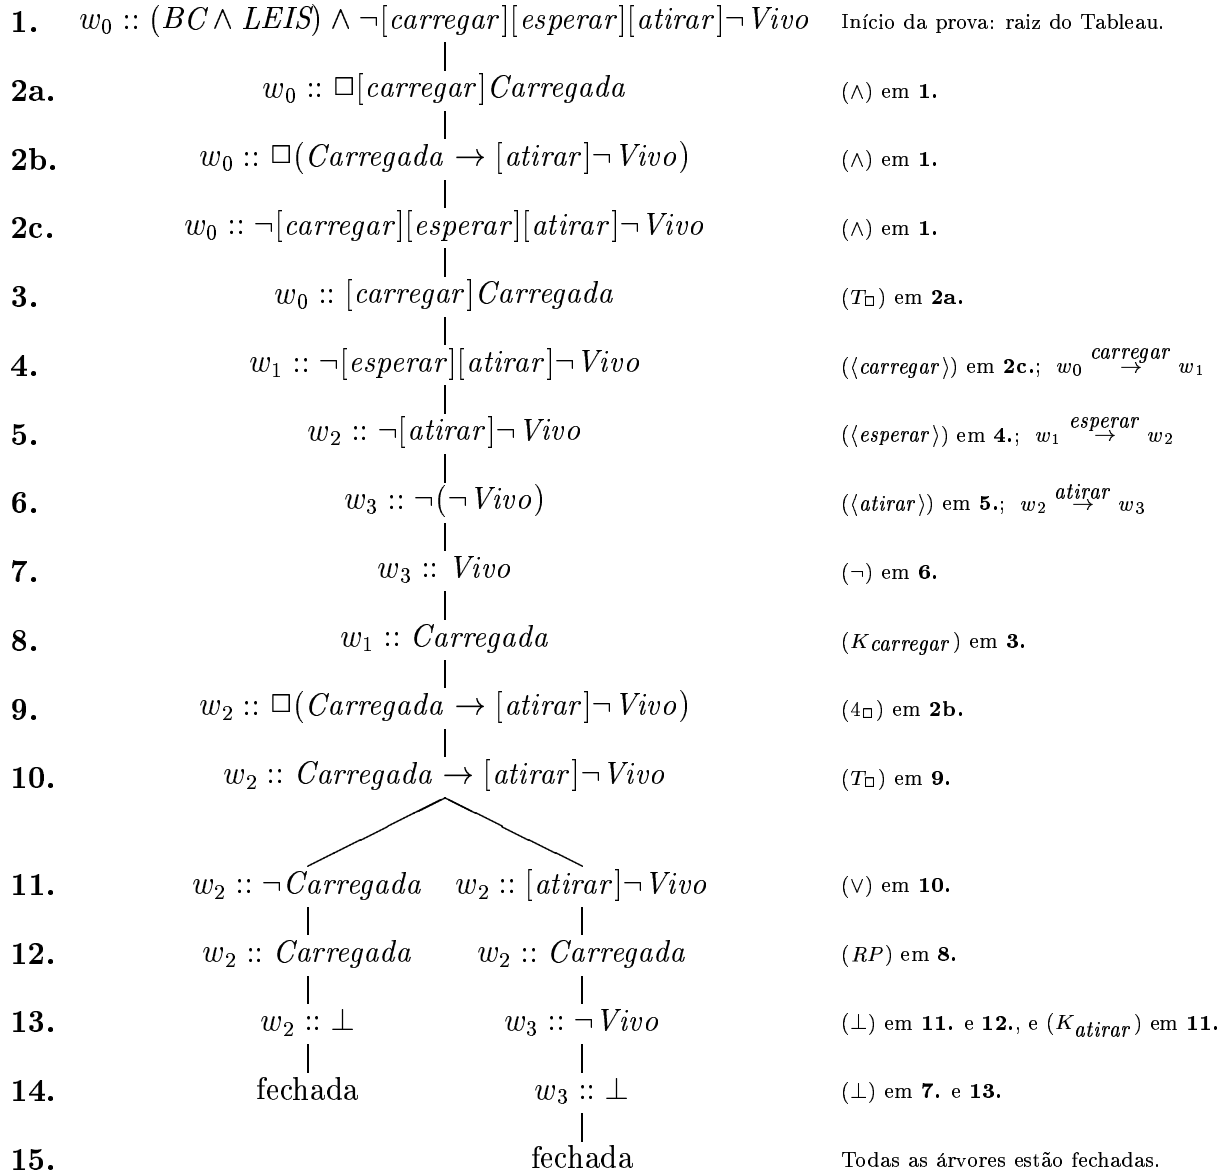 1. w₀ :: (BC ∧ LEIS) ∧ ¬[carregar][esperar][atirar]¬Vivo Início da prova: raiz do Tableau.
2a. w₀ :: □[carregar]Carregada (∧) em 1.
2b. w₀ :: □(Carregada → [atirar]¬Vivo) (∧) em 1.
2c. w₀ :: ¬[carregar][esperar][atirar]¬Vivo (∧) em 1.
3. w₀ :: [carregar]Carregada (T□) em 2a.
4. w₁ :: ¬[esperar][atirar]¬Vivo (⟨carregar⟩) em 2c.; w₀ carregar→ w₁
5. w₂ :: ¬[atirar]¬Vivo (⟨esperar⟩) em 4.; w₁ esperar→ w₂
6. w₃ :: ¬(¬Vivo) (⟨atirar⟩) em 5.; w₂ atirar→ w₃
7. w₃ :: Vivo (¬) em 6.
8. w₁ :: Carregada (Kcarregar) em 3.
9. w₂ :: □(Carregada → [atirar]¬Vivo) (4□) em 2b.
10. w₂ :: Carregada → [atirar]¬Vivo (T□) em 9.
11. w₂ :: ¬Carregada w₂ :: [atirar]¬Vivo (∨) em 10.
12. w₂ :: Carregada w₂ :: Carregada (RP) em 8.
13. w₂ :: ⊥ w₃ :: ¬Vivo (⊥) em 11. e 12., e (Katirar) em 11.
14. fechada w₃ :: ⊥ (⊥) em 7. e 13.
15. fechada Todas as árvores estão fechadas.